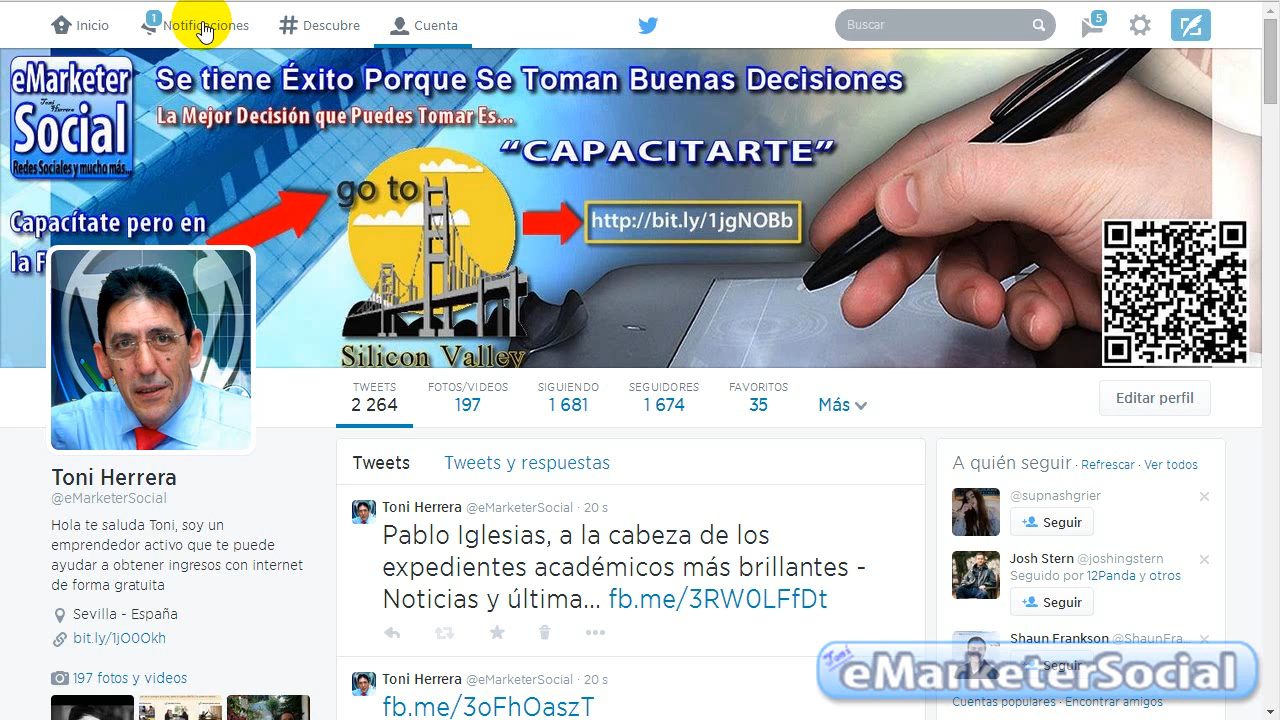 Inicio
1
Notificaciones
Descubre
Cuenta
Buscar
5
eMarketer
Toni Herrera
Social
Redes Sociales y mucho más...
Se tiene Éxito Porque Se Toman Buenas Decisiones
La Mejor Decisión que Puedes Tomar Es...
“CAPACITARTE”
go to
http://bit.ly/1jgNOBb
Capacítate pero en
la F
Silicon Valley
TWEETS
2 264
FOTOS/VIDEOS
197
SIGUIENDO
1 681
SEGUIDORES
1 674
FAVORITOS
35
Más
Editar perfil
Toni Herrera
@eMarketerSocial
Hola te saluda Toni, soy un
emprendedor activo que te puede
ayudar a obtener ingresos con internet
de forma gratuita
Sevilla - España
bit.ly/1jO0Okh
197 fotos y videos
Tweets
Tweets y respuestas
Toni Herrera @eMarketerSocial · 20 s
Pablo Iglesias, a la cabeza de los
expedientes académicos más brillantes -
Noticias y última... fb.me/3RW0LFfDt
Toni Herrera @eMarketerSocial · 20 s
fb.me/3oFhOaszT
A quién seguir · Refrescar · Ver todos
@supnashgrier
Seguir
Josh Stern @joshingstern
Seguido por 12Panda y otros
Seguir
Shaun Frankson @ShaunFra...
Seguir
Cuentas populares · Encontrar amigos
Toni
eMarketerSocial